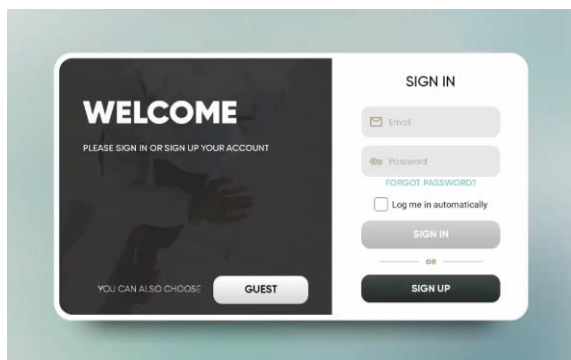 WELCOME
PLEASE SIGN IN OR SIGN UP YOUR ACCOUNT
YOU CAN ALSO CHOOSE
GUEST
SIGN IN
Email
Password
FORGOT PASSWORD?
Log me in automatically
SIGN IN
OR
SIGN UP